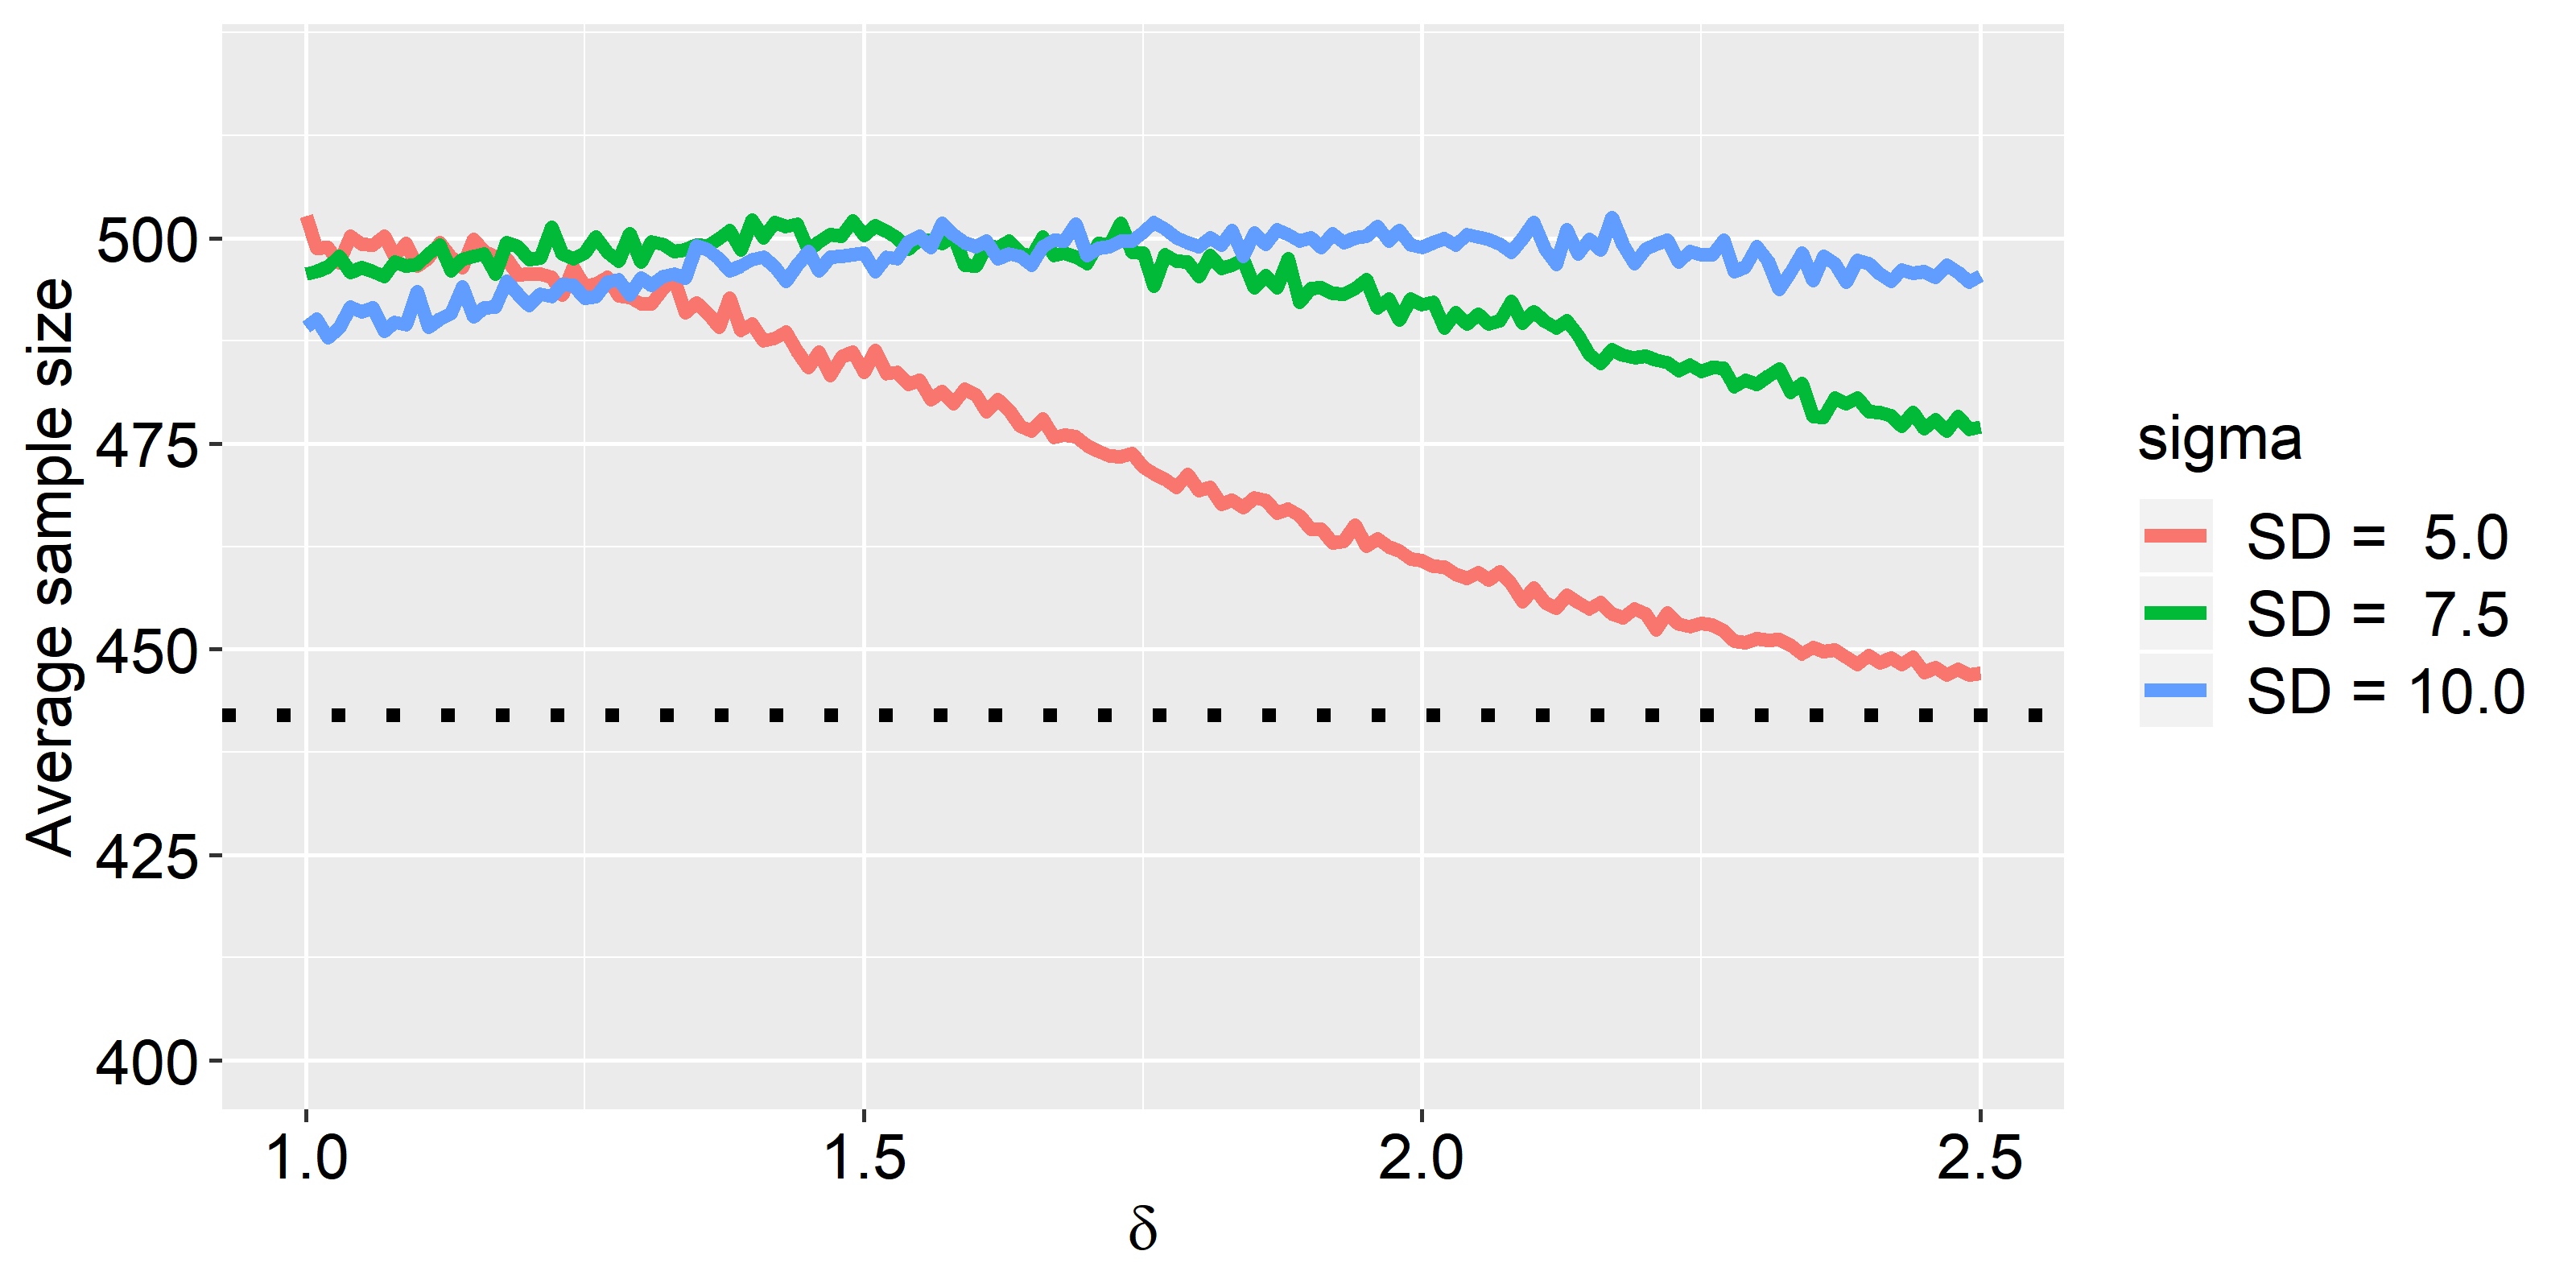 Average sample size
500
475
450
425
400
1.0 1.5 2.0 2.5
δ
sigma
SD =  5.0
SD =  7.5
SD = 10.0